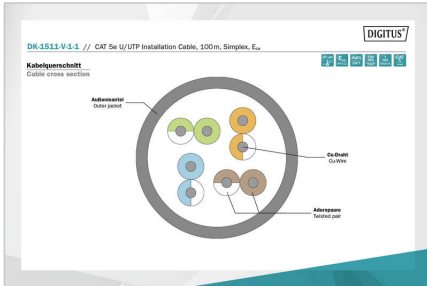 DIGITUS®
DK-1511-V-1-1 // CAT 5e U/UTP Installation Cable, 100m, Simplex, Eca
Kabelquerschnitt
Cable cross section
Außenmantel
Outer jacket
Cu-Draht
Cu-Wire
Aderspaare
Twisted pair